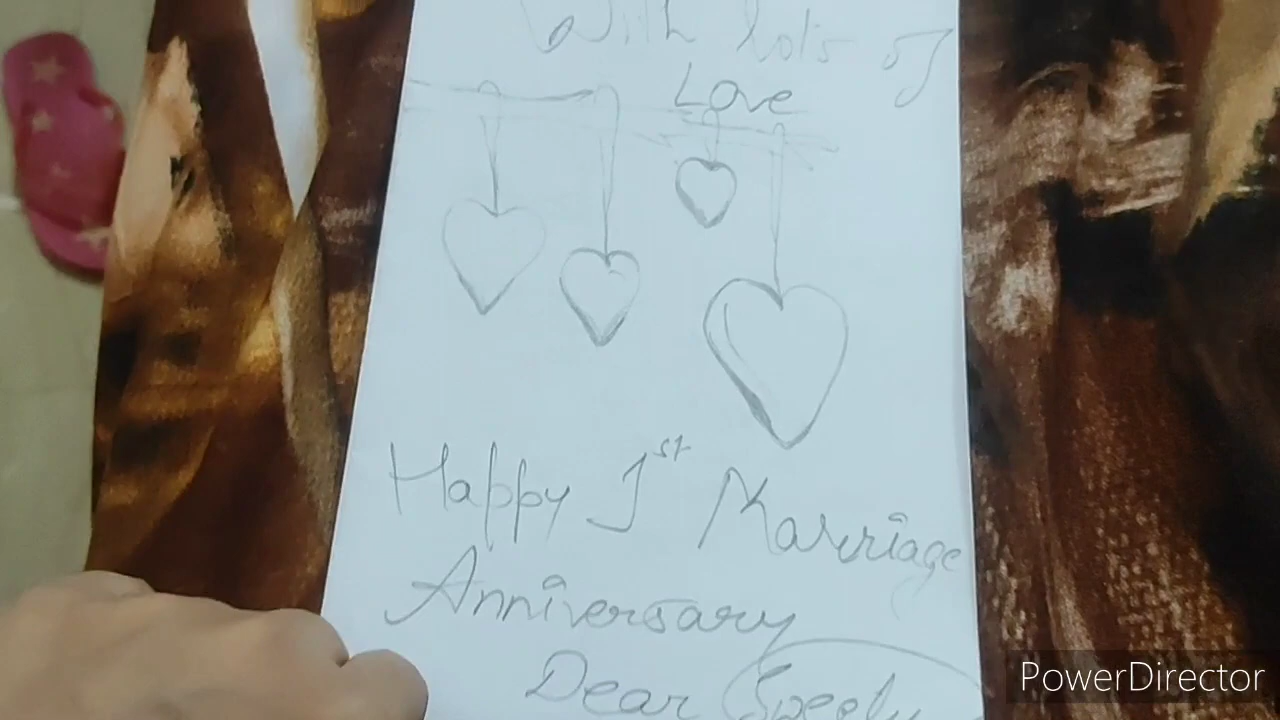 With lots of
Love
Happy 1st Marriage
Anniversary
Dear
PowerDirector